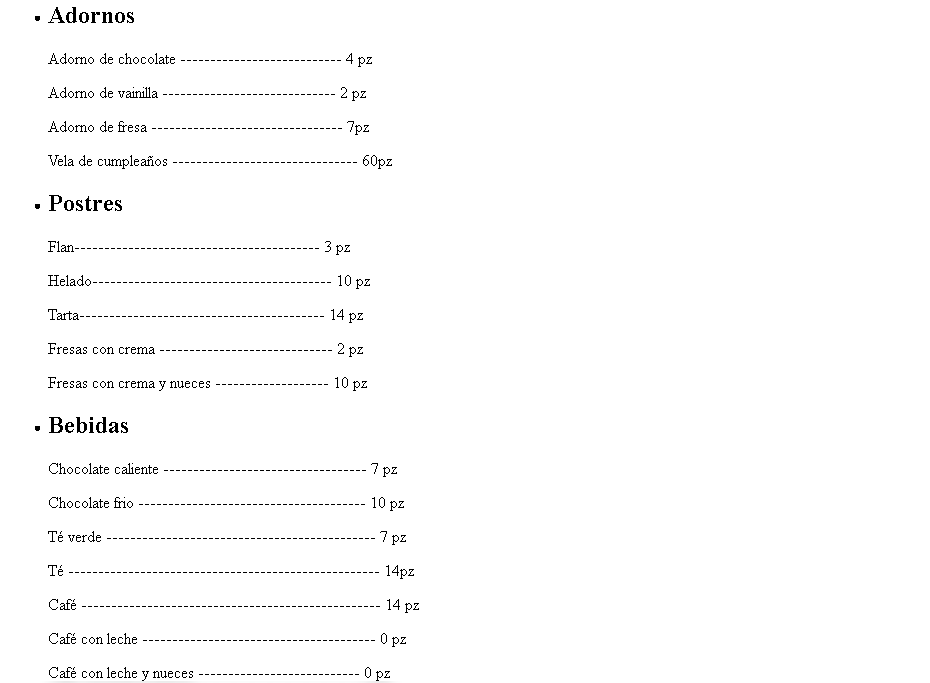 Adornos
Adorno de chocolate --------------------------- 4 pz
Adorno de vainilla ----------------------------- 2 pz
Adorno de fresa -------------------------------- 7pz
Vela de cumpleaños ------------------------------- 60pz
Postres
Flan----------------------------------------- 3 pz
Helado---------------------------------------- 10 pz
Tarta----------------------------------------- 14 pz
Fresas con crema ----------------------------- 2 pz
Fresas con crema y nueces ------------------- 10 pz
Bebidas
Chocolate caliente ---------------------------------- 7 pz
Chocolate frio -------------------------------------- 10 pz
Té verde --------------------------------------------- 7 pz
Té ---------------------------------------------------- 14pz
Café -------------------------------------------------- 14 pz
Café con leche --------------------------------------- 0 pz
Café con leche y nueces --------------------------- 0 pz